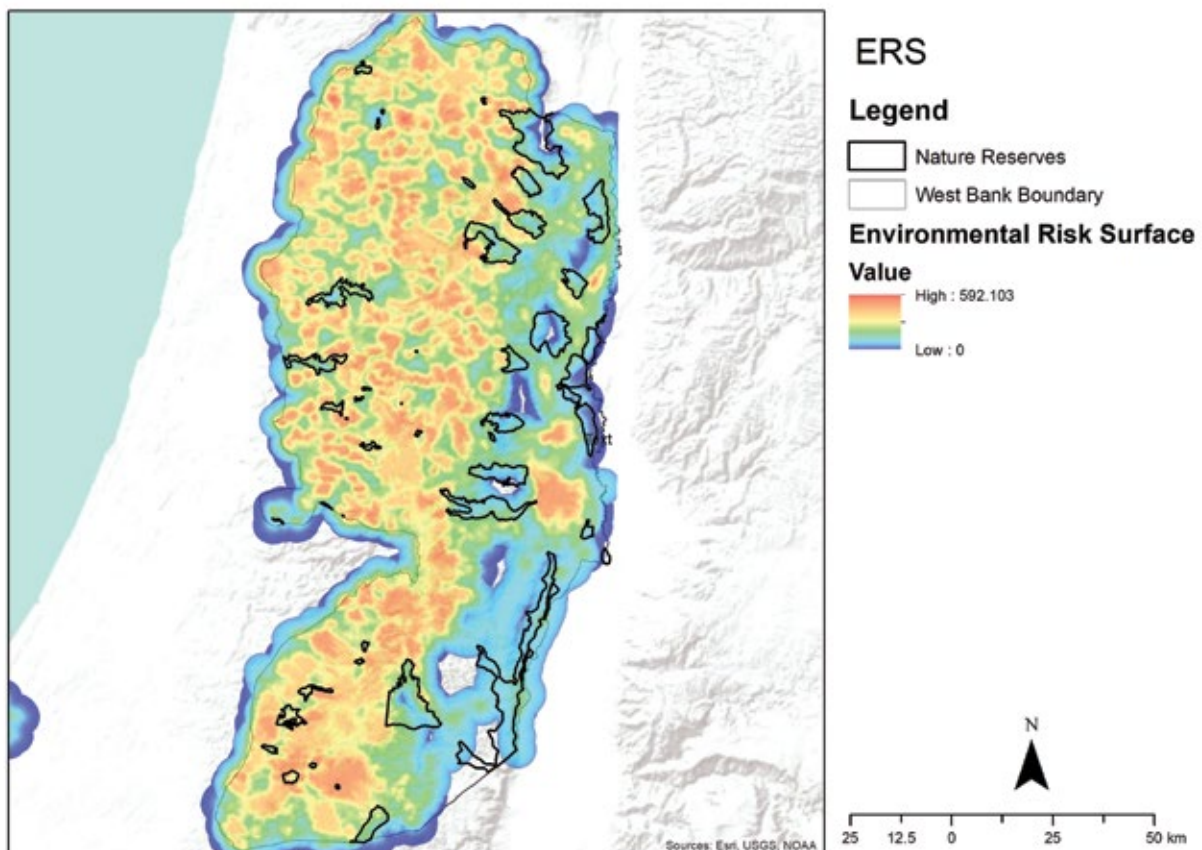 ERS
Legend
Nature Reserves
West Bank Boundary
Environmental Risk Surface
Value
High : 592.103
Low : 0
N
25 12.5 0 25 50 km
Sources: Esri, USGS, NOAA